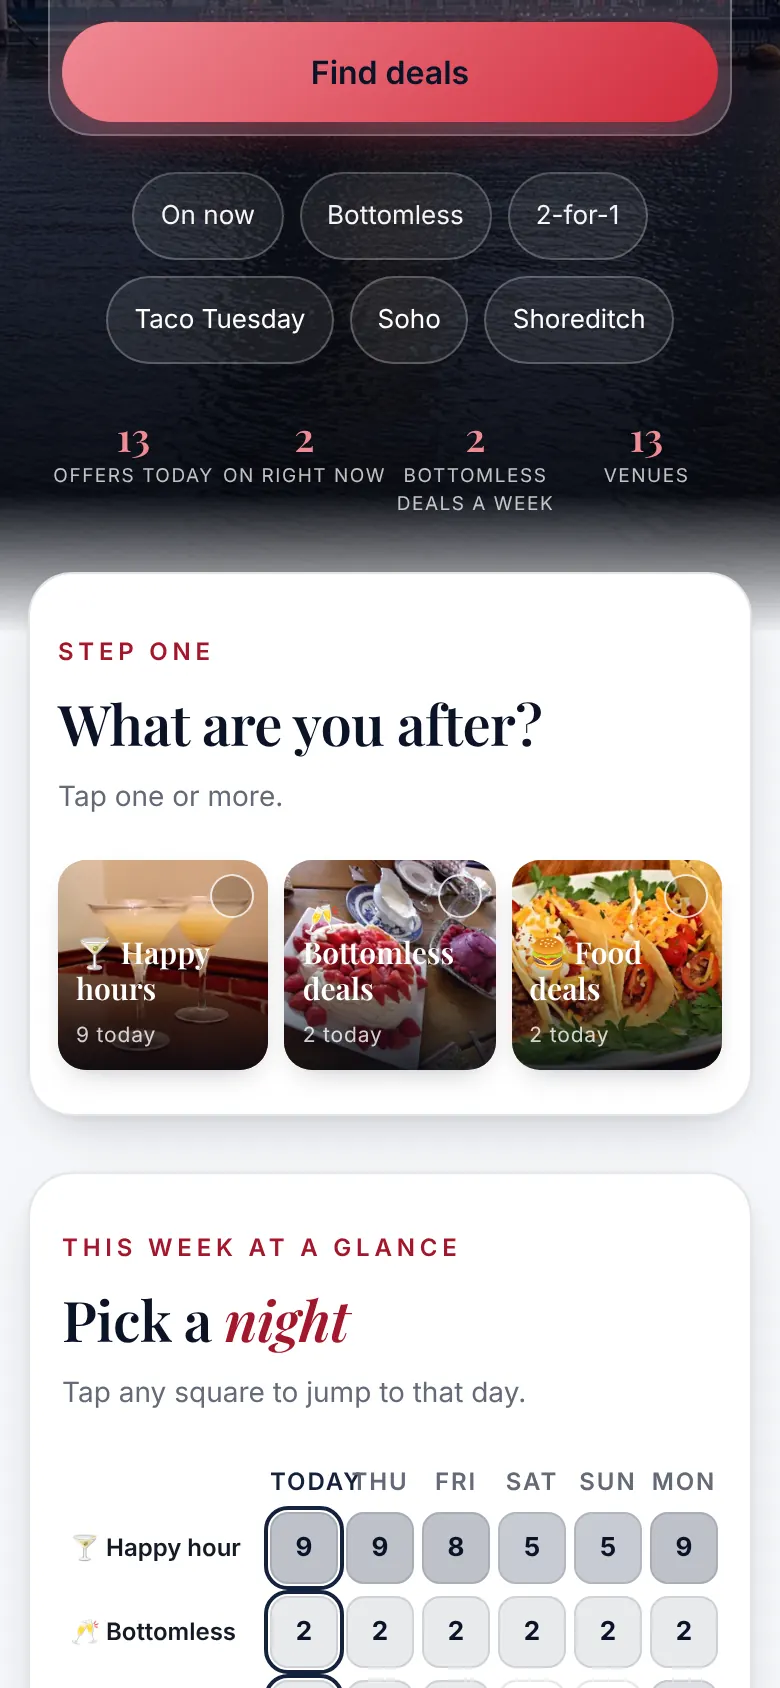 Find deals
On now
Bottomless
2-for-1
Taco Tuesday
Soho
Shoreditch
13
OFFERS TODAY
2
ON RIGHT NOW
2
BOTTOMLESS
DEALS A WEEK
13
VENUES
STEP ONE
What are you after?
Tap one or more.
🍸 Happy
hours
9 today
🥂
Bottomless
deals
2 today
🍔 Food
deals
2 today
THIS WEEK AT A GLANCE
Pick a night
Tap any square to jump to that day.
TODAY THU FRI SAT SUN MON
🍸 Happy hour 9 9 8 5 5 9
🥂 Bottomless 2 2 2 2 2 2